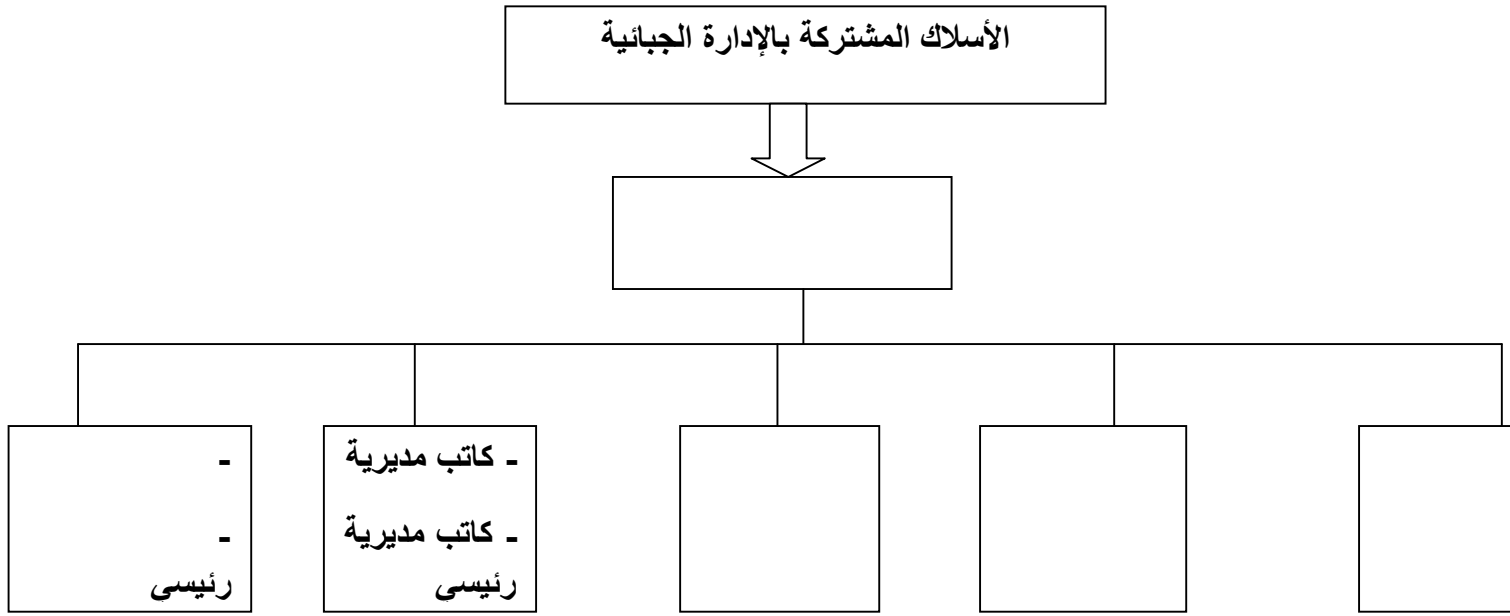 الأسلاك المشتركة بالإدارة الجبائية
- كاتب مديرية
- كاتب مديرية
رئيسي
-
-
رئيسي